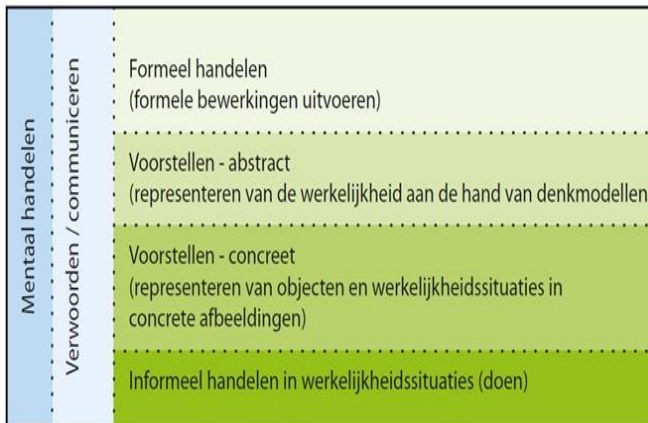 Mentaal handelen
Verwoorden / communiceren
Formeel handelen
(formele bewerkingen uitvoeren)
Voorstellen - abstract
(representeren van de werkelijkheid aan de hand van denkmodellen
Voorstellen - concreet
(representeren van objecten en werkelijkheidssituaties in
concrete afbeeldingen)
Informeel handelen in werkelijkheidssituaties (doen)